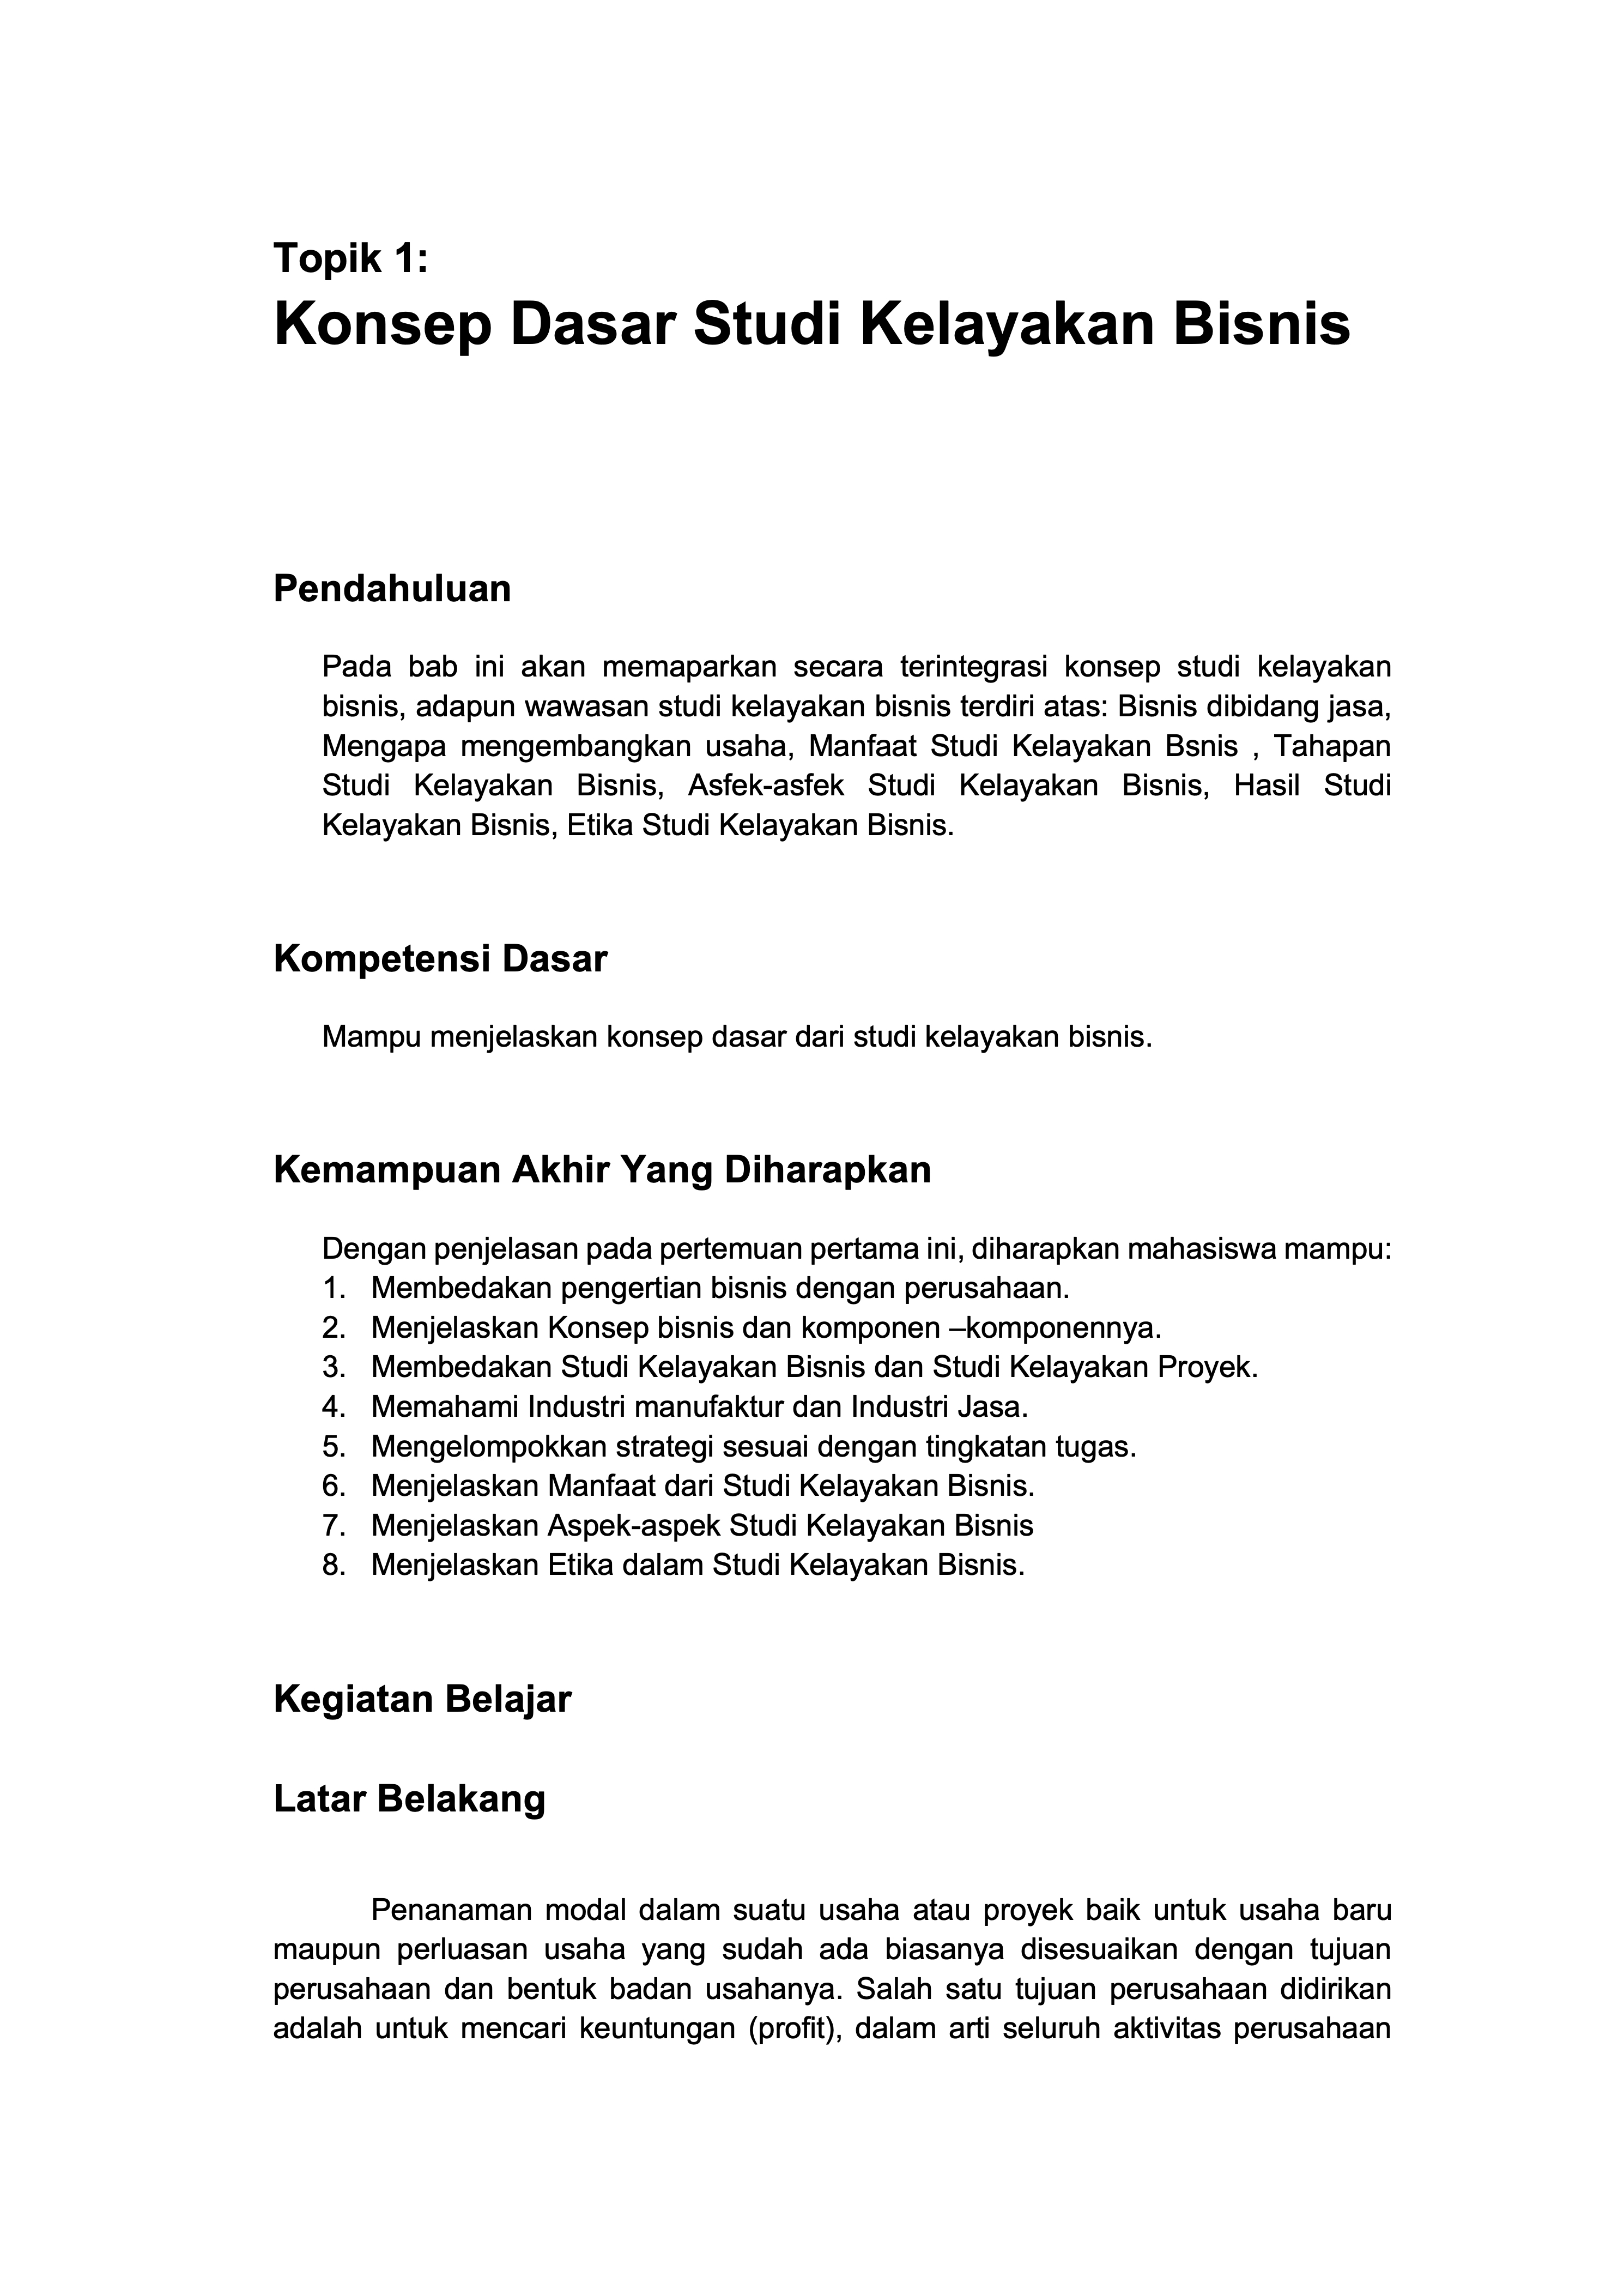 Topik 1:
Konsep Dasar Studi Kelayakan Bisnis
Pendahuluan
Pada bab ini akan memaparkan secara terintegrasi konsep studi kelayakan
bisnis, adapun wawasan studi kelayakan bisnis terdiri atas: Bisnis dibidang jasa,
Mengapa mengembangkan usaha, Manfaat Studi Kelayakan Bsnis , Tahapan
Studi Kelayakan Bisnis, Asfek-asfek Studi Kelayakan Bisnis, Hasil Studi
Kelayakan Bisnis, Etika Studi Kelayakan Bisnis.
Kompetensi Dasar
Mampu menjelaskan konsep dasar dari studi kelayakan bisnis.
Kemampuan Akhir Yang Diharapkan
Dengan penjelasan pada pertemuan pertama ini, diharapkan mahasiswa mampu:
1. Membedakan pengertian bisnis dengan perusahaan.
2. Menjelaskan Konsep bisnis dan komponen –komponennya.
3. Membedakan Studi Kelayakan Bisnis dan Studi Kelayakan Proyek.
4. Memahami Industri manufaktur dan Industri Jasa.
5. Mengelompokkan strategi sesuai dengan tingkatan tugas.
6. Menjelaskan Manfaat dari Studi Kelayakan Bisnis.
7. Menjelaskan Aspek-aspek Studi Kelayakan Bisnis
8. Menjelaskan Etika dalam Studi Kelayakan Bisnis.
Kegiatan Belajar
Latar Belakang
Penanaman modal dalam suatu usaha atau proyek baik untuk usaha baru
maupun perluasan usaha yang sudah ada biasanya disesuaikan dengan tujuan
perusahaan dan bentuk badan usahanya. Salah satu tujuan perusahaan didirikan
adalah untuk mencari keuntungan (profit), dalam arti seluruh aktivitas perusahaan